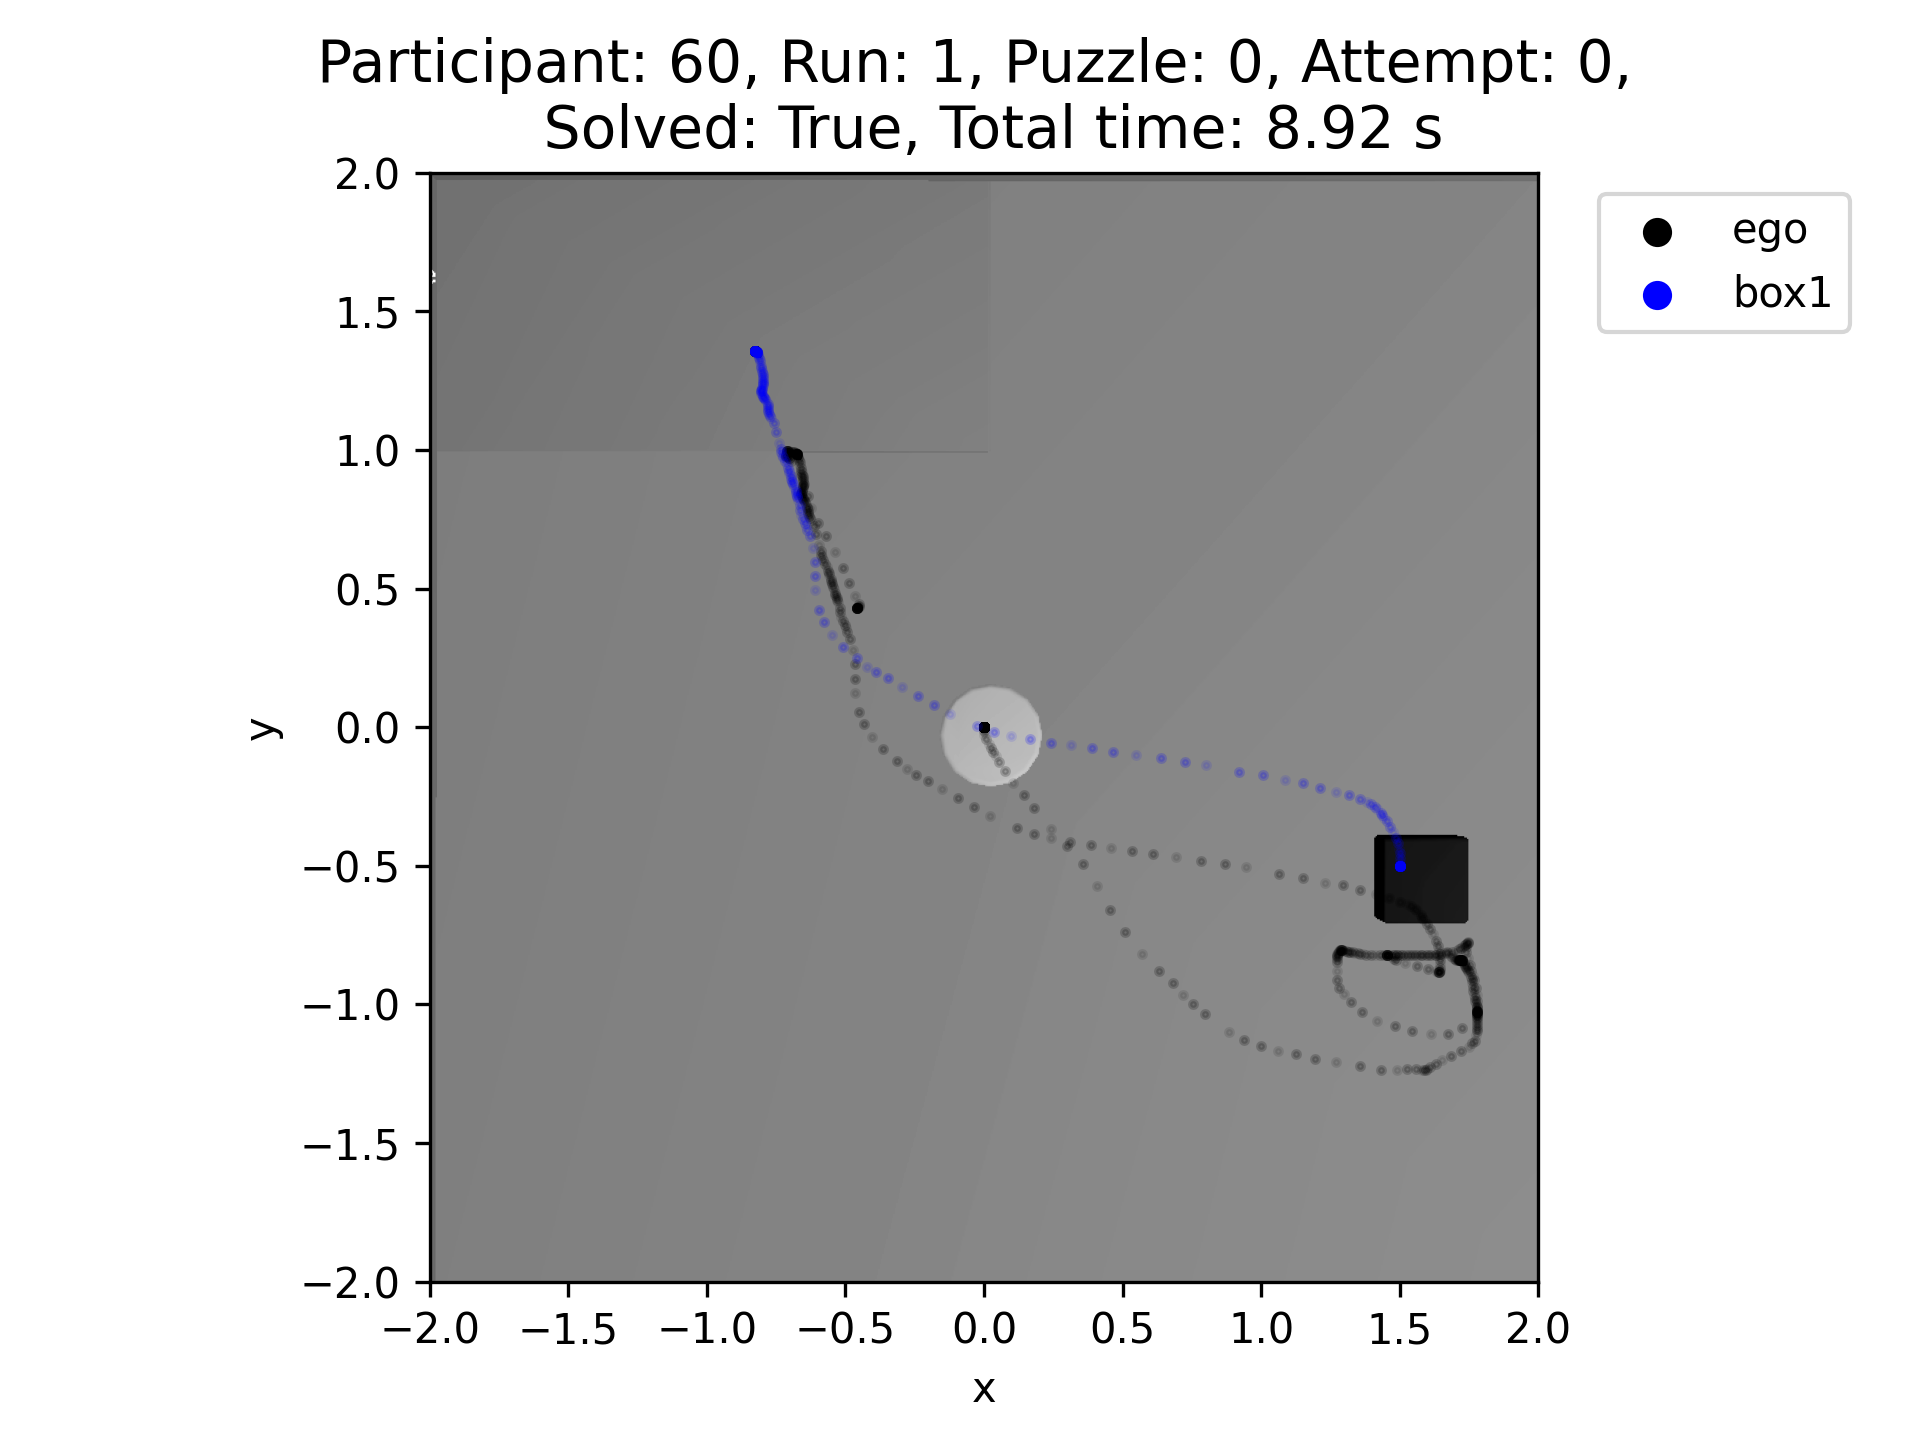 Participant: 60, Run: 1, Puzzle: 0, Attempt: 0,
Solved: True, Total time: 8.92 s
ego
box1
2.0
1.5
1.0
0.5
0.0
−0.5
−1.0
−1.5
−2.0
y
−2.0 −1.5 −1.0 −0.5 0.0 0.5 1.0 1.5 2.0
x